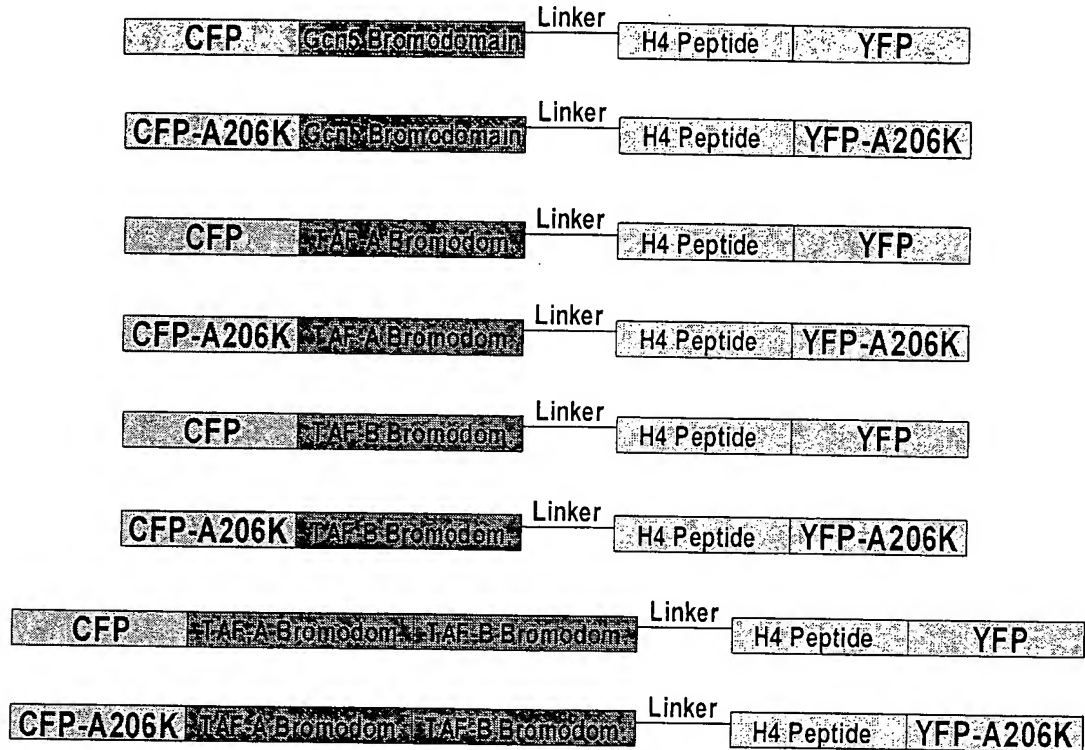 Linker
CFP Gcn5 Bromodomain H4 Peptide YFP
Linker
CFP-A206K Gcn5 Bromodomain H4 Peptide YFP-A206K
Linker
CFP TAF-A Bromodom H4 Peptide YFP
Linker
CFP-A206K TAF-A Bromodom H4 Peptide YFP-A206K
Linker
CFP TAF-B Bromodom H4 Peptide YFP
Linker
CFP-A206K TAF-B Bromodom H4 Peptide YFP-A206K
Linker
CFP TAF-A-Bromodom TAF-B Bromodom H4 Peptide YFP
Linker
CFP-A206K TAF-A Bromodom TAF-B Bromodom H4 Peptide YFP-A206K